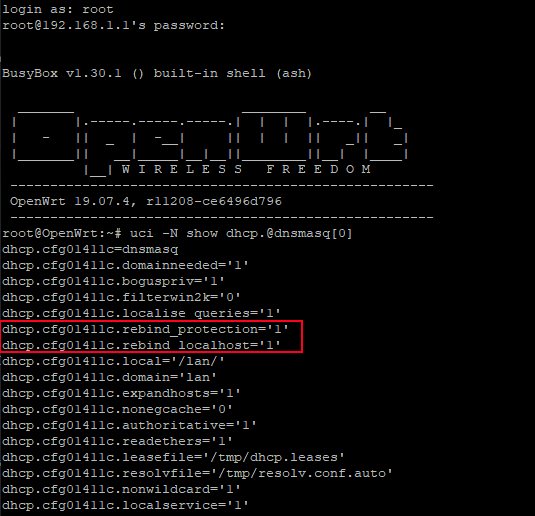 login as: root
root@192.168.1.1's password:
BusyBox v1.30.1 () built-in shell (ash)
OpenWrt
W I R E L E S S   F R E E D O M
-----------------------------------------------------
OpenWrt 19.07.4, r11208-ce6496d796
-----------------------------------------------------
root@OpenWrt:~# uci -N show dhcp.@dnsmasq[0]
dhcp.cfg01411c=dnsmasq
dhcp.cfg01411c.domainneeded='1'
dhcp.cfg01411c.boguspriv='1'
dhcp.cfg01411c.filterwin2k='0'
dhcp.cfg01411c.localise_queries='1'
dhcp.cfg01411c.rebind_protection='1'
dhcp.cfg01411c.rebind_localhost='1'
dhcp.cfg01411c.local='/lan/'
dhcp.cfg01411c.domain='lan'
dhcp.cfg01411c.expandhosts='1'
dhcp.cfg01411c.nonegcache='0'
dhcp.cfg01411c.authoritative='1'
dhcp.cfg01411c.readethers='1'
dhcp.cfg01411c.leasefile='/tmp/dhcp.leases'
dhcp.cfg01411c.resolvfile='/tmp/resolv.conf.auto'
dhcp.cfg01411c.nonwildcard='1'
dhcp.cfg01411c.localservice='1'